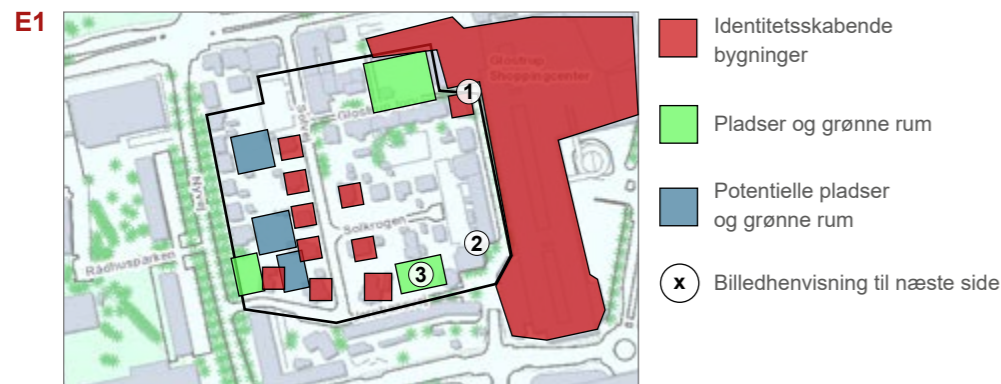 E1
Identitetsskabende
bygninger
Pladser og grønne rum
Potentielle pladser
og grønne rum
x Billedhenvisning til næste side
Glostrup
Shoppingcenter
1
Nyvej
Solkrogen
Rådhusparken
2
3